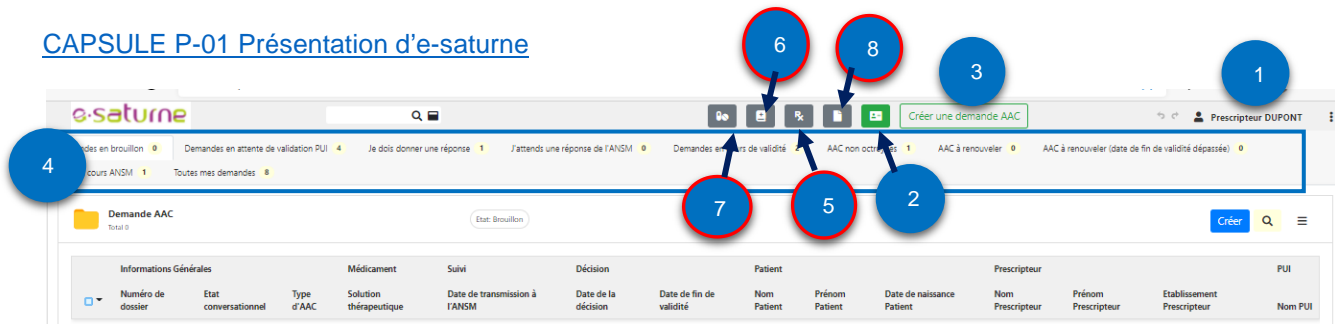 CAPSULE P-01 Présentation d'e-saturne
6
8
3
1
e-saturne
Créer une demande AAC
Prescripteur DUPONT
en brouillon 0 Demandes en attente de validation PUI 4 Je dois donner une réponse 1 J'attends une réponse de l'ANSM 0 Demandes en rs de validité AAC non oct 1 AAC à renouveler 0 AAC à renouveler (date de fin de validité dépassée) 0
4
cours ANSM 1 Toutes mes demandes 8
7
5
2
Demande AAC
Total 0
Etat: Brouillon
Créer
Informations Générales Médicament Suivi Décision Patient Prescripteur PUI
Numéro de dossier Etat conversationnel Type d'AAC Solution thérapeutique Date de transmission à l'ANSM Date de la décision Date de fin de validité Nom Patient Prénom Patient Date de naissance Patient Nom Prescripteur Prénom Prescripteur Etablissement Prescripteur Nom PUI